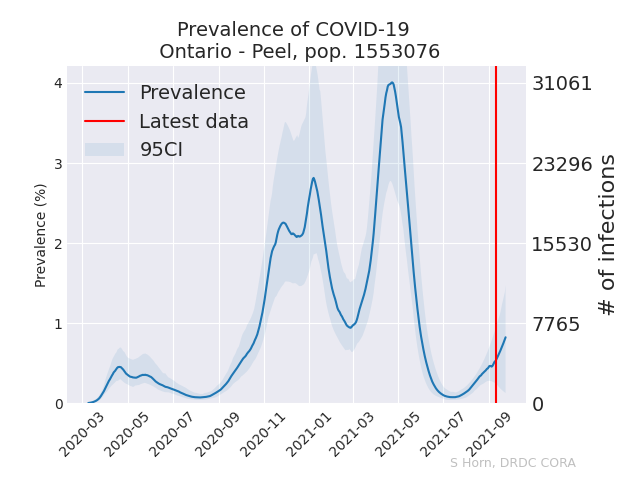 Prevalence of COVID-19
Ontario - Peel, pop. 1553076
Prevalence
Latest data
95CI
Prevalence (%)
4
3
2
1
0
31061
23296
15530
7765
0
# of infections
2020-03
2020-05
2020-07
2020-09
2020-11
2021-01
2021-03
2021-05
2021-07
2021-09
S Horn, DRDC CORA